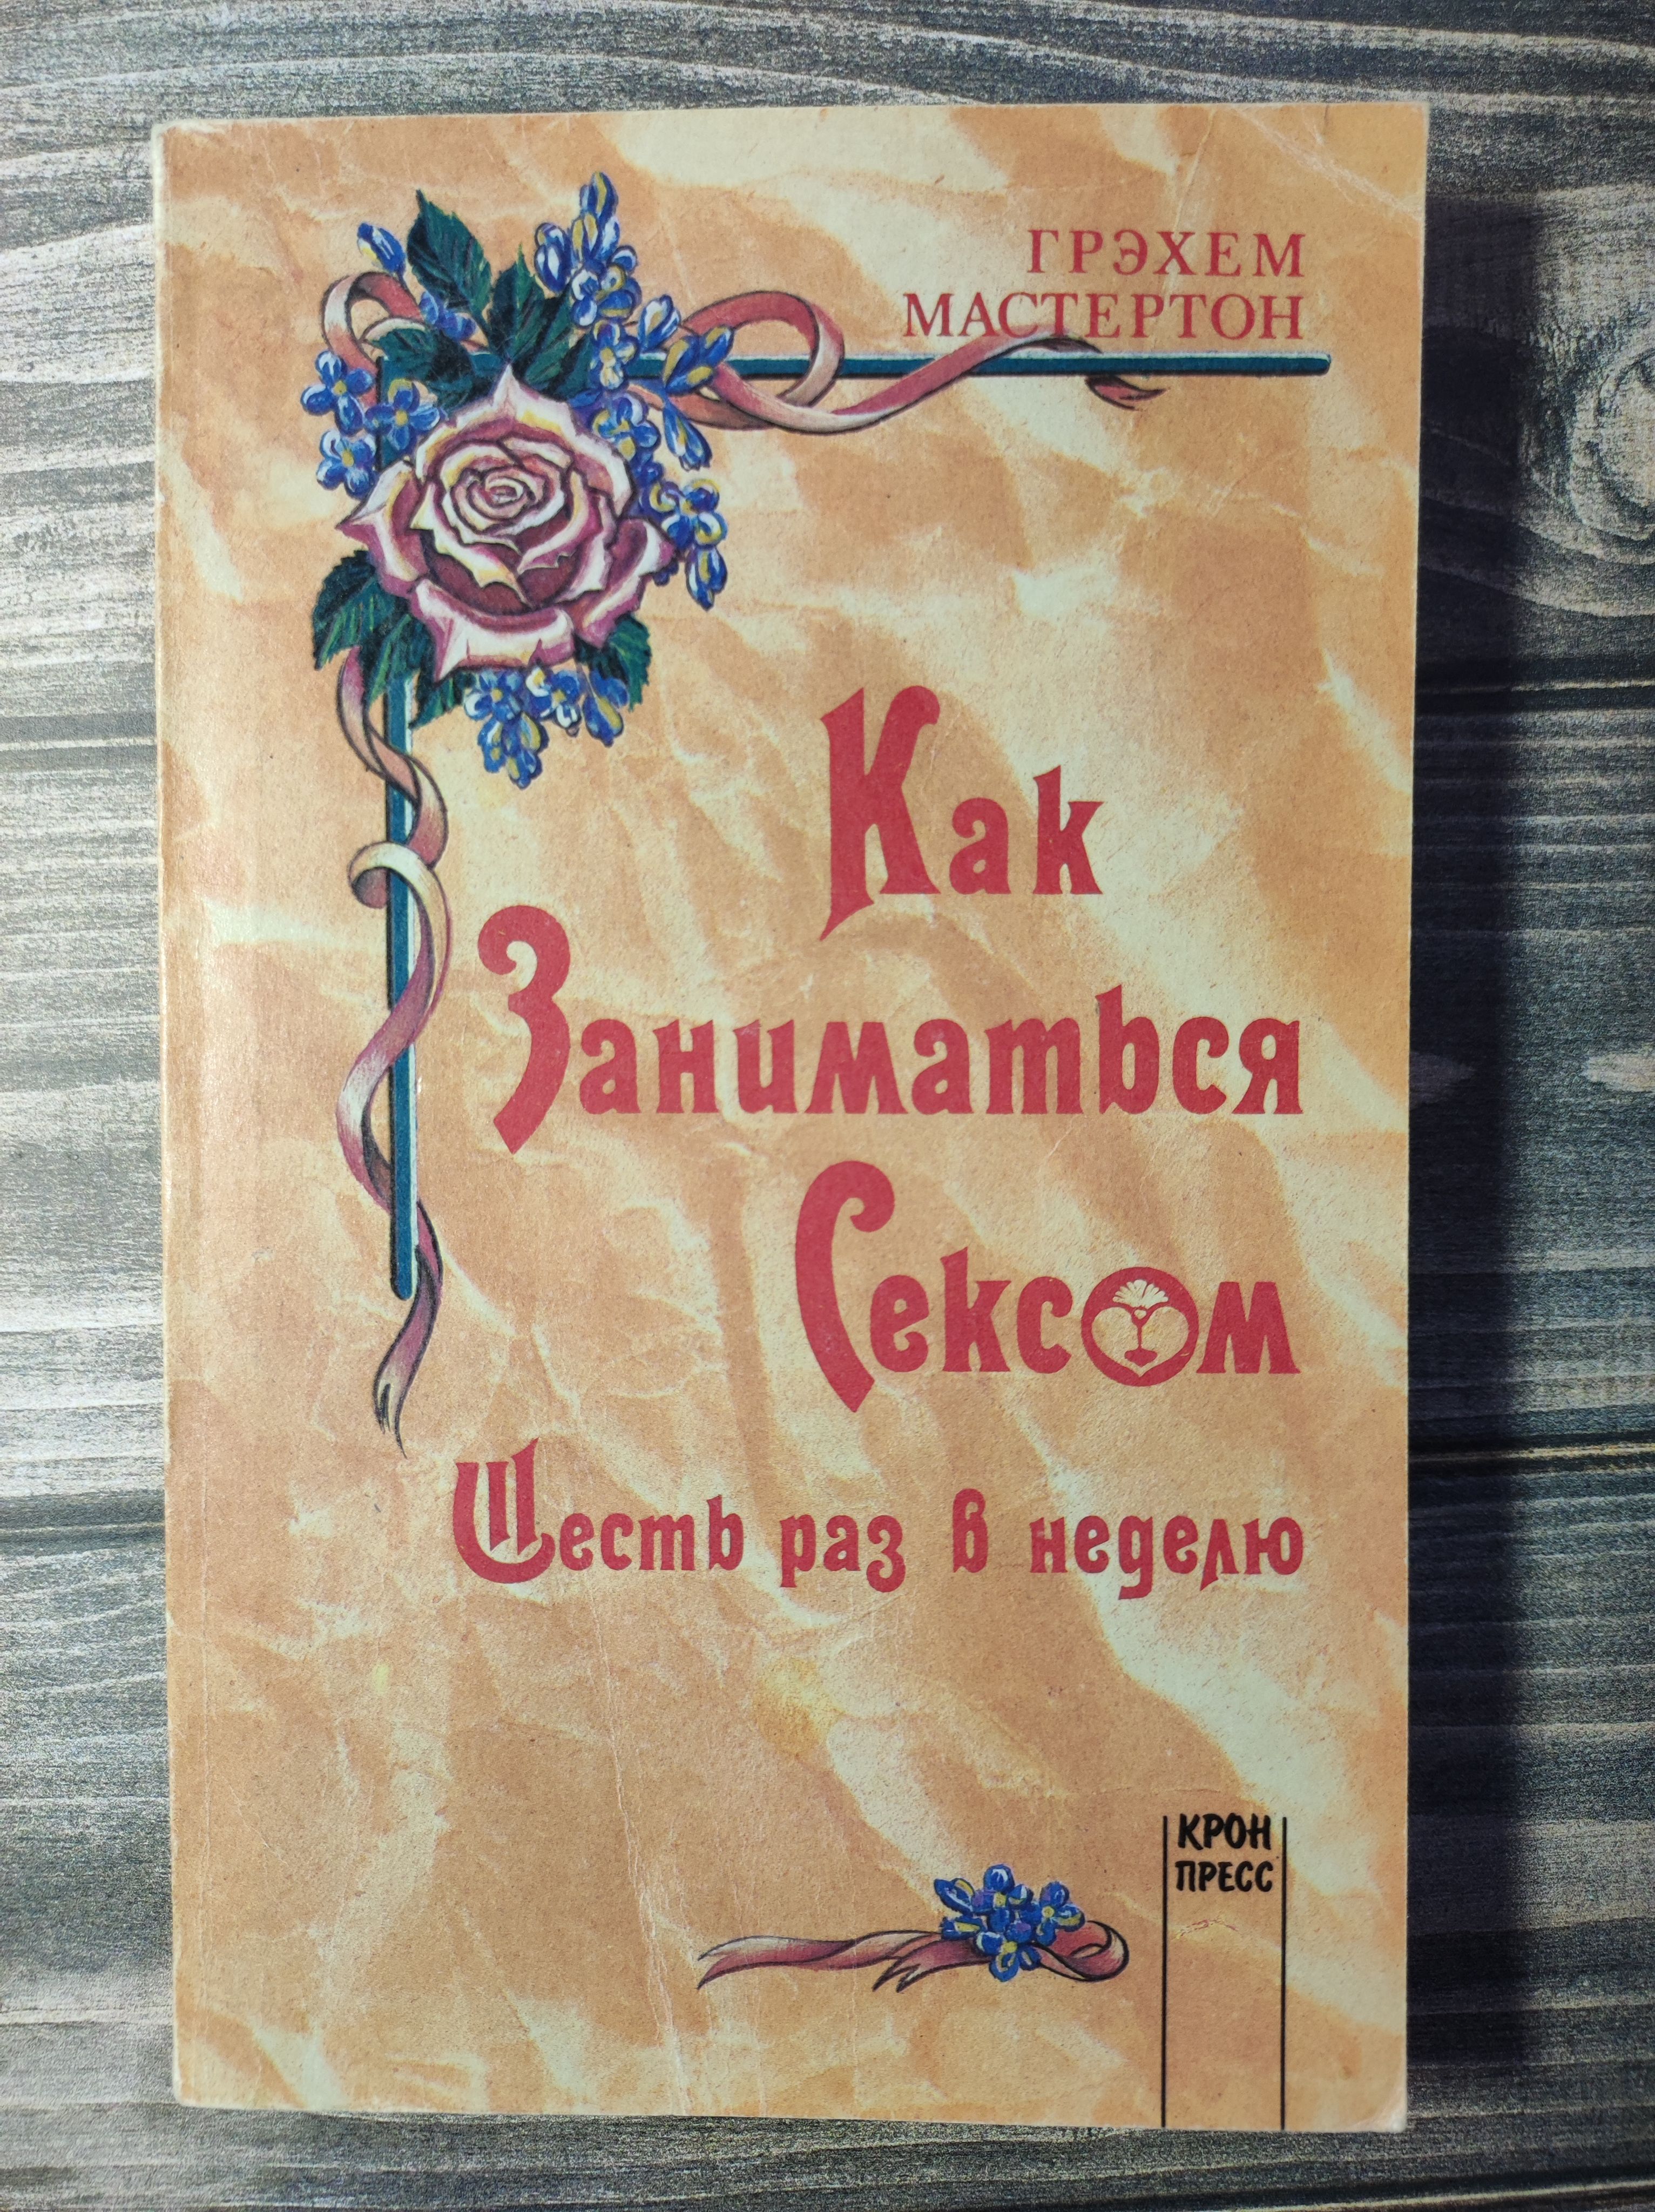 ГРЭХЕМ
МАСТЕРТОН
Как
Заниматься
Сексом
Шесть раз в неделю
КРОН
ПРЕСС